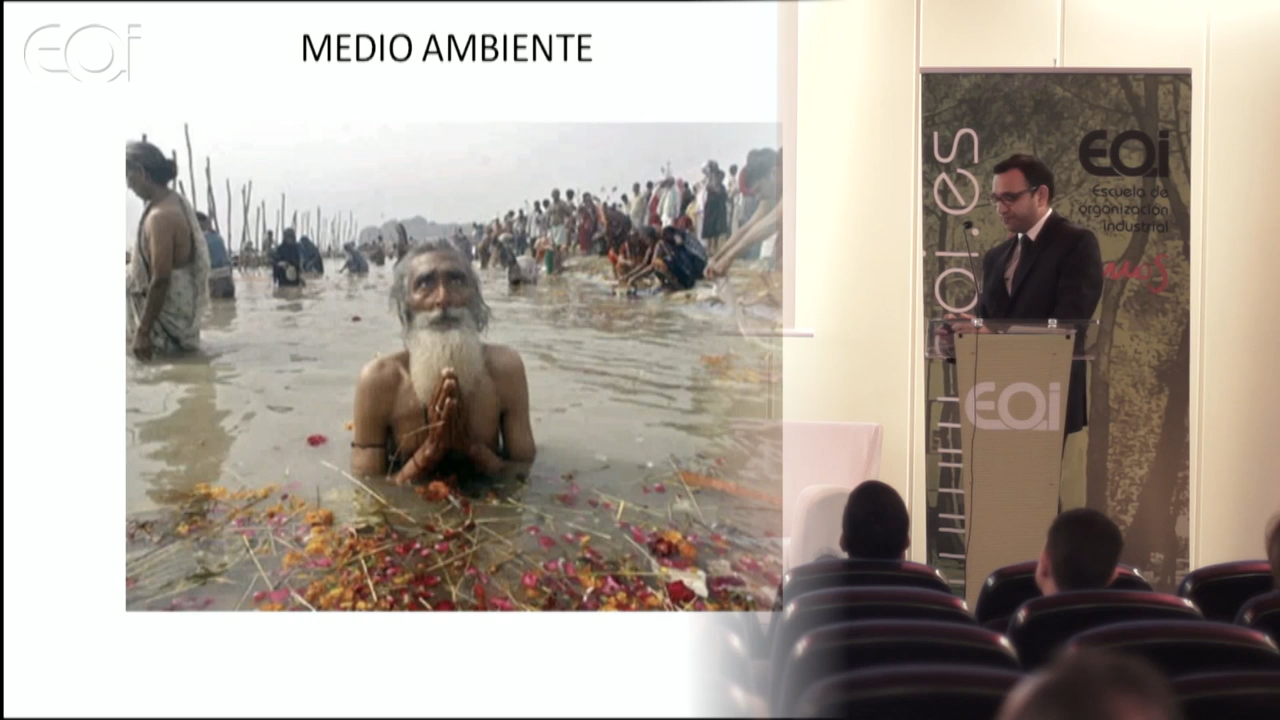 EOi
MEDIO AMBIENTE
EOi
Escuela de
organización
industrial
EOi